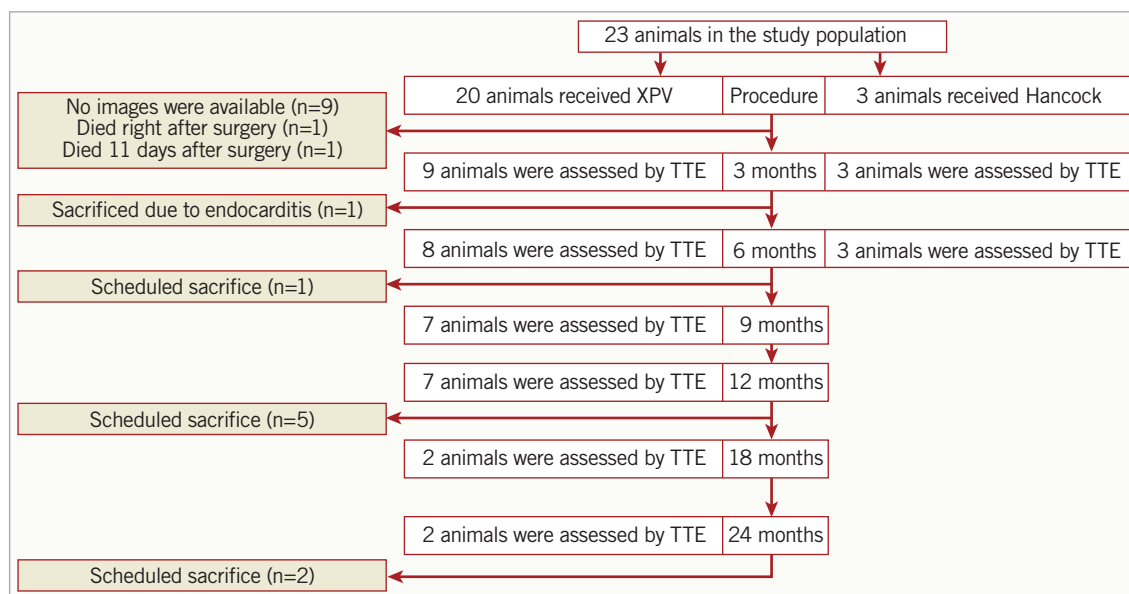 23 animals in the study population
20 animals received XPV Procedure 3 animals received Hancock
No images were available (n=9)
Died right after surgery (n=1)
Died 11 days after surgery (n=1)
9 animals were assessed by TTE 3 months 3 animals were assessed by TTE
Sacrificed due to endocarditis (n=1)
8 animals were assessed by TTE 6 months 3 animals were assessed by TTE
Scheduled sacrifice (n=1)
7 animals were assessed by TTE 9 months
7 animals were assessed by TTE 12 months
Scheduled sacrifice (n=5)
2 animals were assessed by TTE 18 months
2 animals were assessed by TTE 24 months
Scheduled sacrifice (n=2)